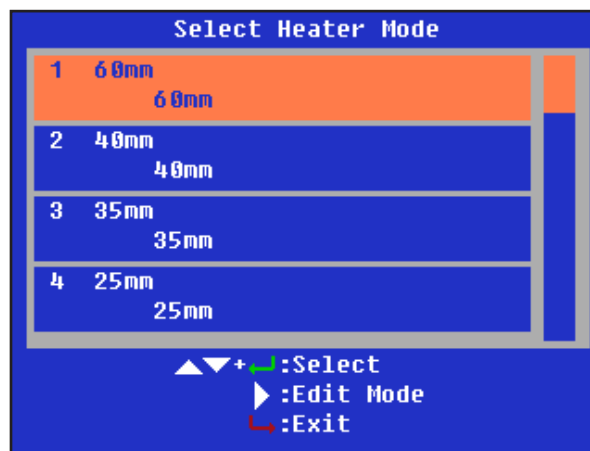 Select Heater Mode
1 60mm
60mm
2 40mm
40mm
3 35mm
35mm
4 25mm
25mm
▲▼+↵:Select
▶:Edit Mode
↳:Exit